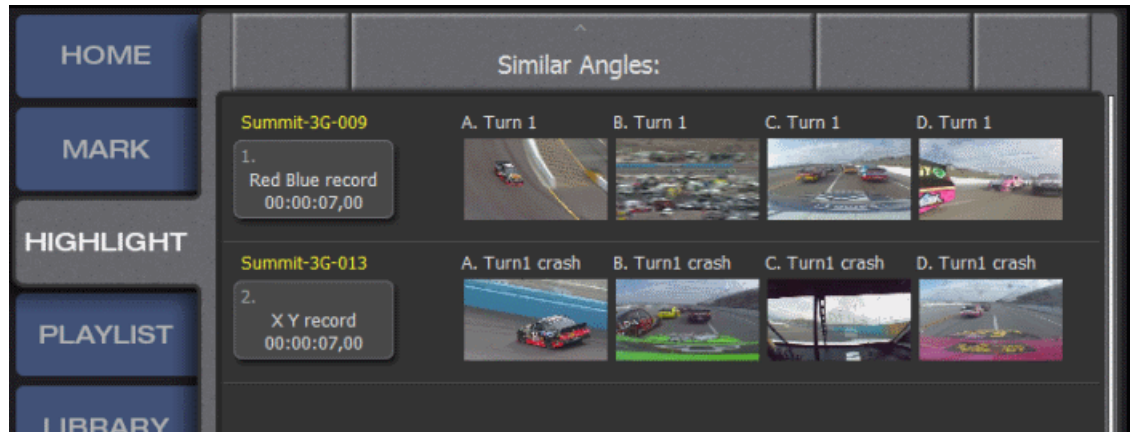 HOME
MARK
HIGHLIGHT
PLAYLIST
LIBRARY
Similar Angles:
Summit-3G-009
1.
Red Blue record
00:00:07,00
A. Turn 1
B. Turn 1
C. Turn 1
D. Turn 1
Summit-3G-013
2.
X Y record
00:00:07,00
A. Turn1 crash
B. Turn1 crash
C. Turn1 crash
D. Turn1 crash